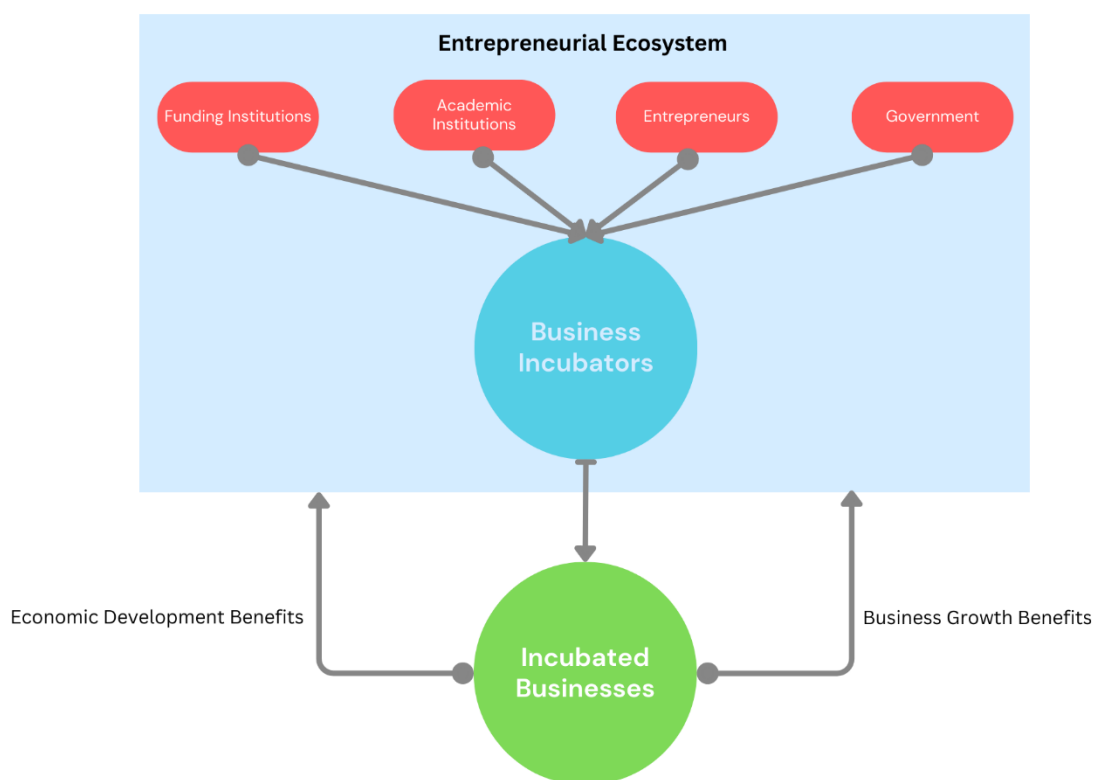 Entrepreneurial Ecosystem
Funding Institutions
Academic
Institutions
Entrepreneurs
Government
Business
Incubators
Economic Development Benefits
Business Growth Benefits
Incubated
Businesses